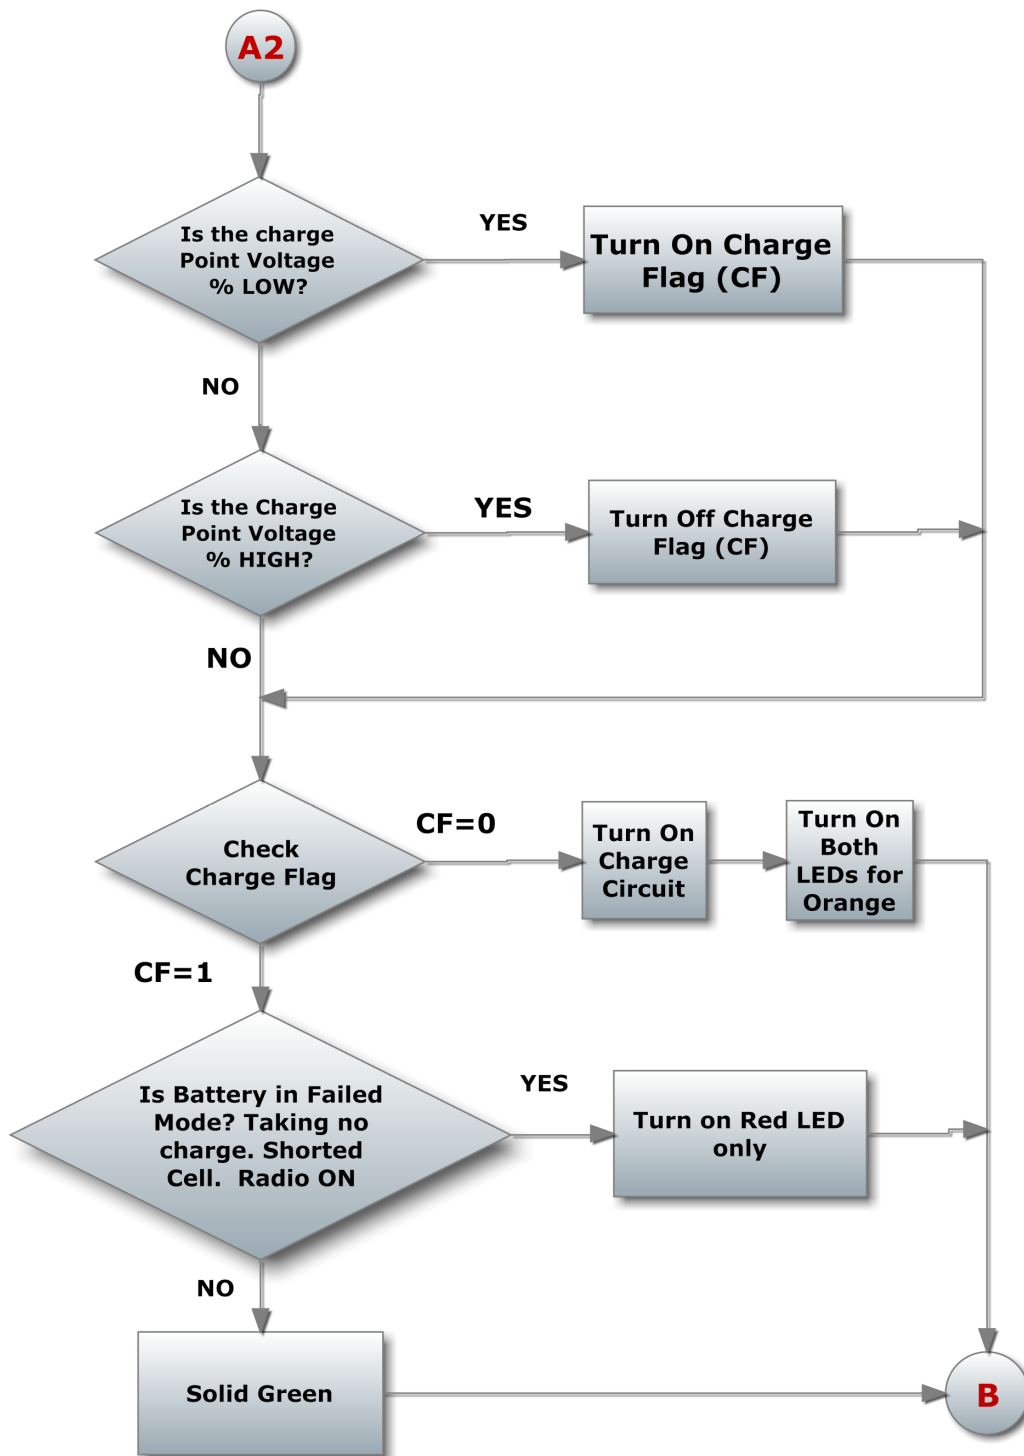 A2
Is the charge
Point Voltage
% LOW?
YES
Turn On Charge
Flag (CF)
NO
Is the Charge
Point Voltage
% HIGH?
YES
Turn Off Charge
Flag (CF)
NO
Check
Charge Flag
CF=0
Turn On
Charge
Circuit
Turn On
Both
LEDs for
Orange
CF=1
Is Battery in Failed
Mode? Taking no
charge. Shorted
Cell.  Radio ON
YES
Turn on Red LED
only
NO
Solid Green
B